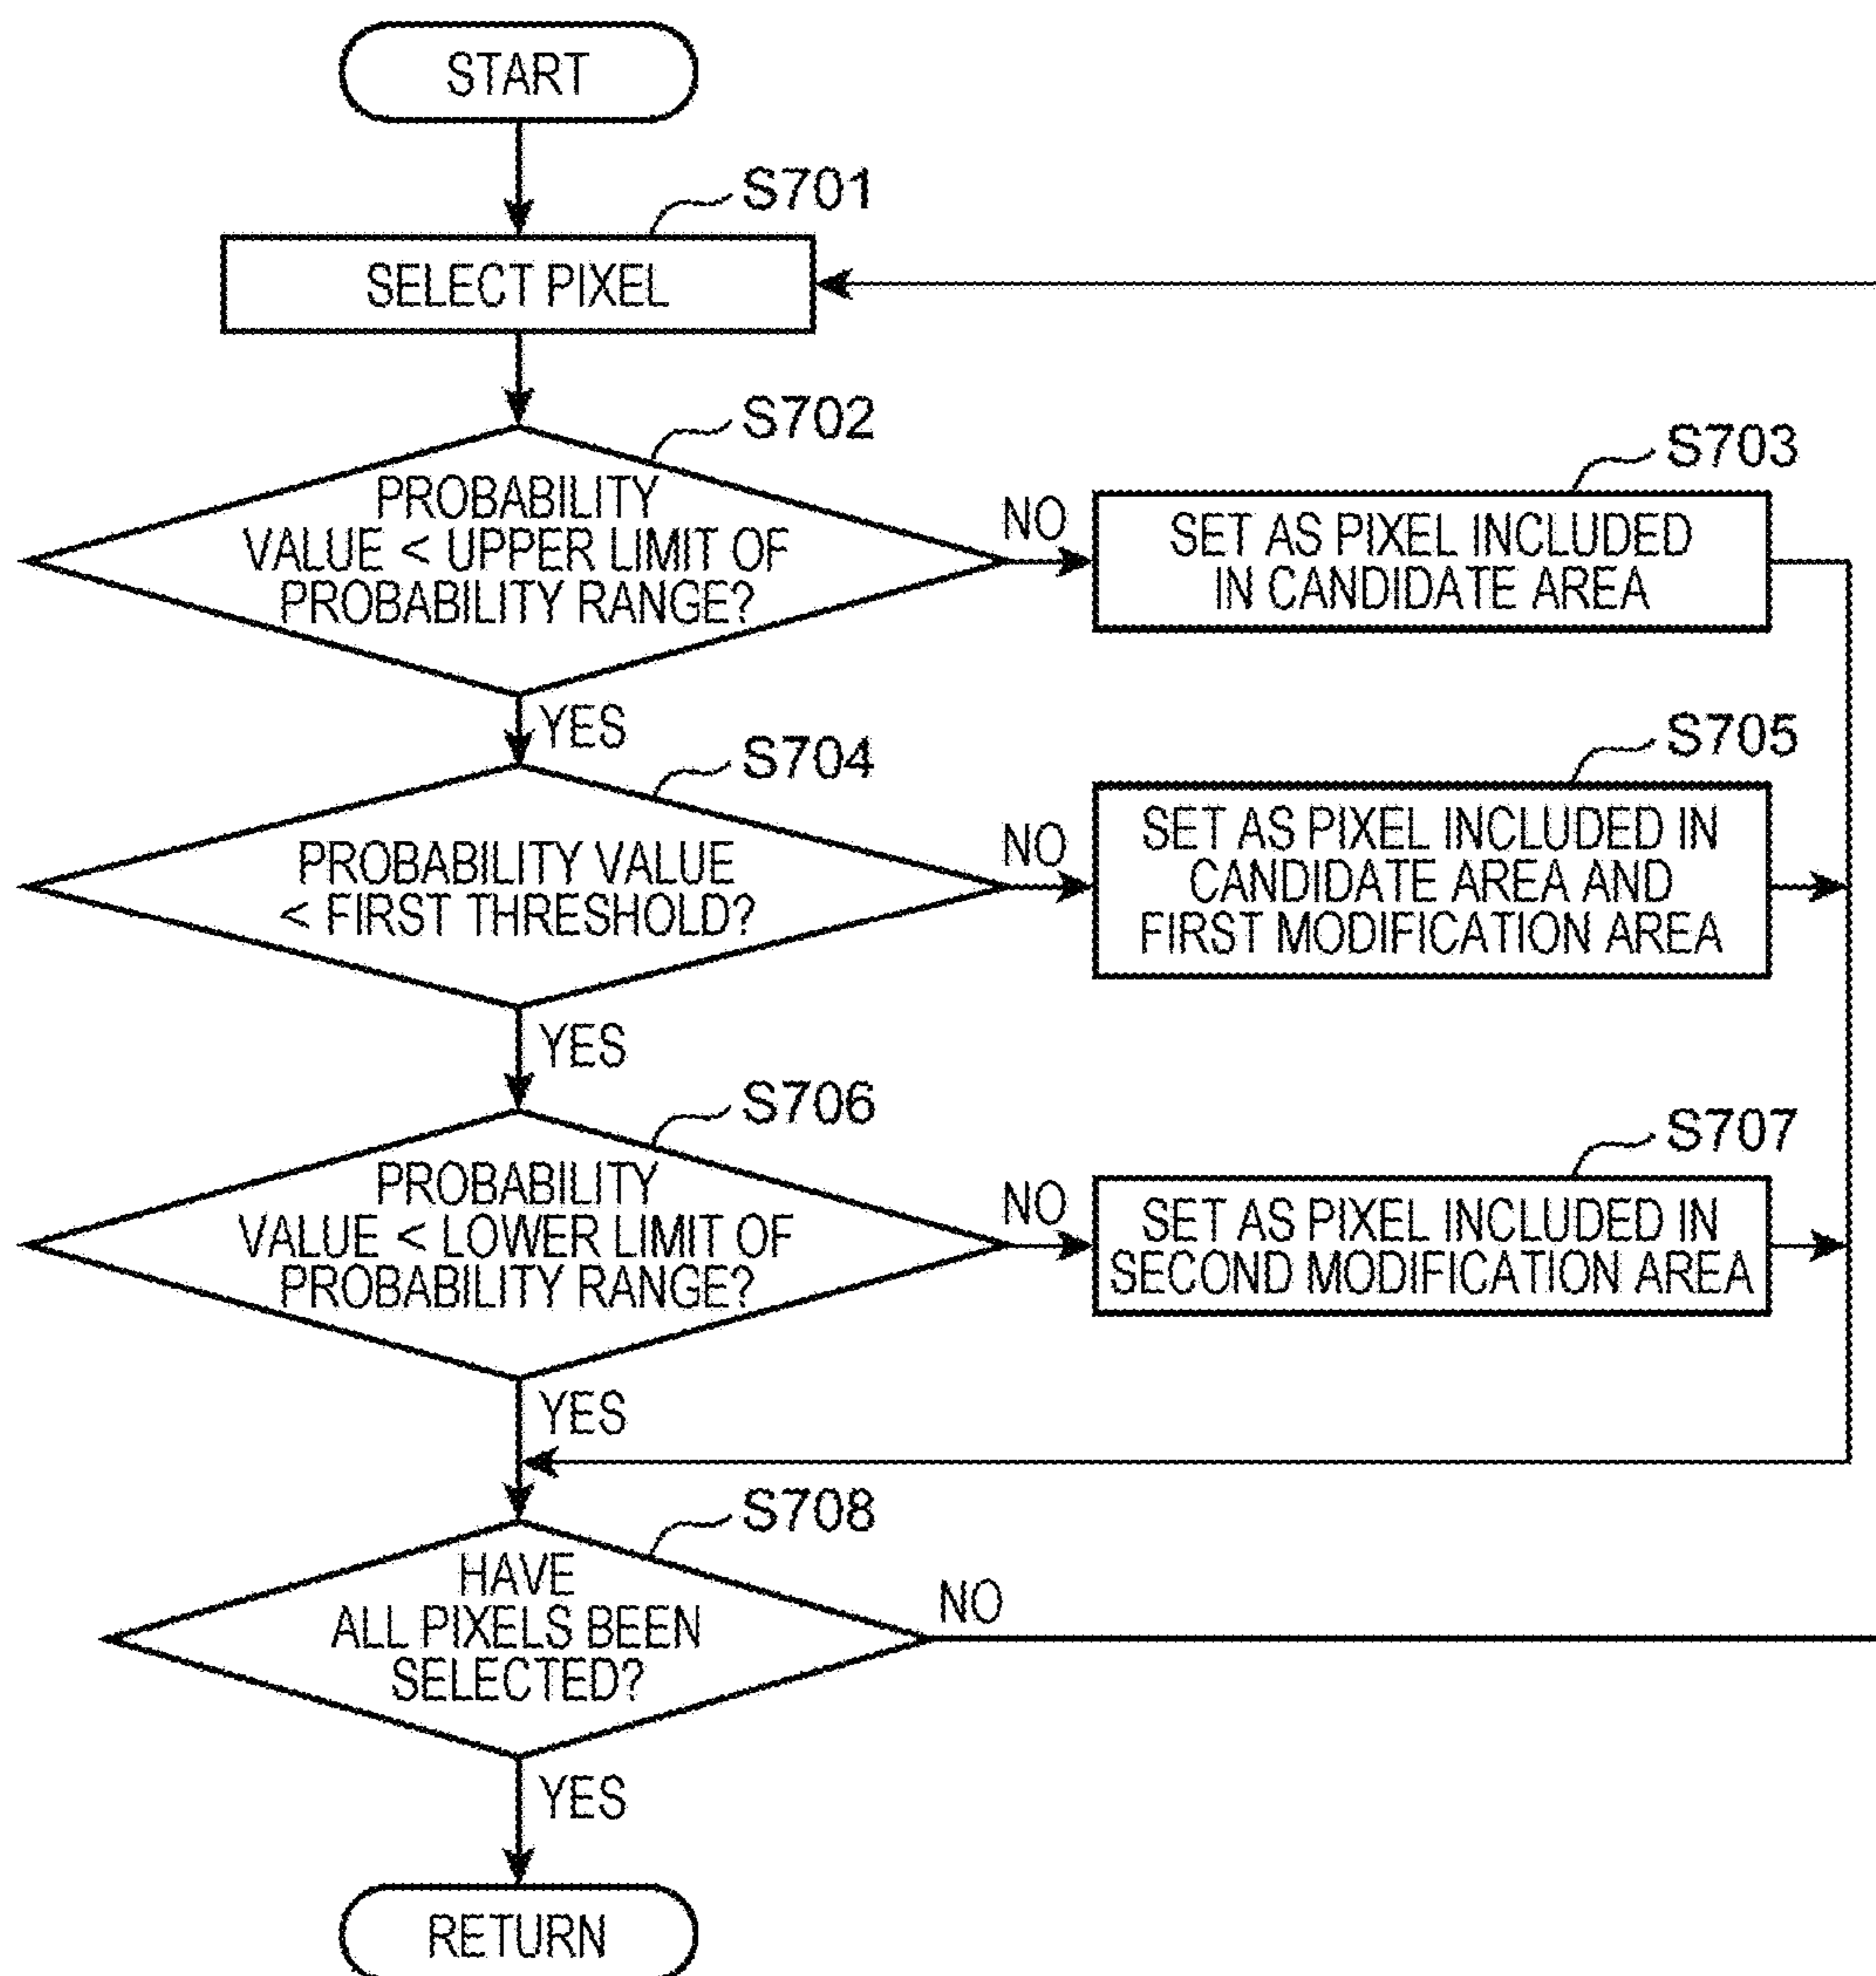 START
S701
SELECT PIXEL
S702
PROBABILITY
VALUE < UPPER LIMIT OF
PROBABILITY RANGE?
NO
S703
SET AS PIXEL INCLUDED
IN CANDIDATE AREA
YES
S704
PROBABILITY VALUE
< FIRST THRESHOLD?
NO
S705
SET AS PIXEL INCLUDED IN
CANDIDATE AREA AND
FIRST MODIFICATION AREA
YES
S706
PROBABILITY
VALUE < LOWER LIMIT OF
PROBABILITY RANGE?
NO
S707
SET AS PIXEL INCLUDED IN
SECOND MODIFICATION AREA
YES
S708
HAVE
ALL PIXELS BEEN
SELECTED?
NO
YES
RETURN